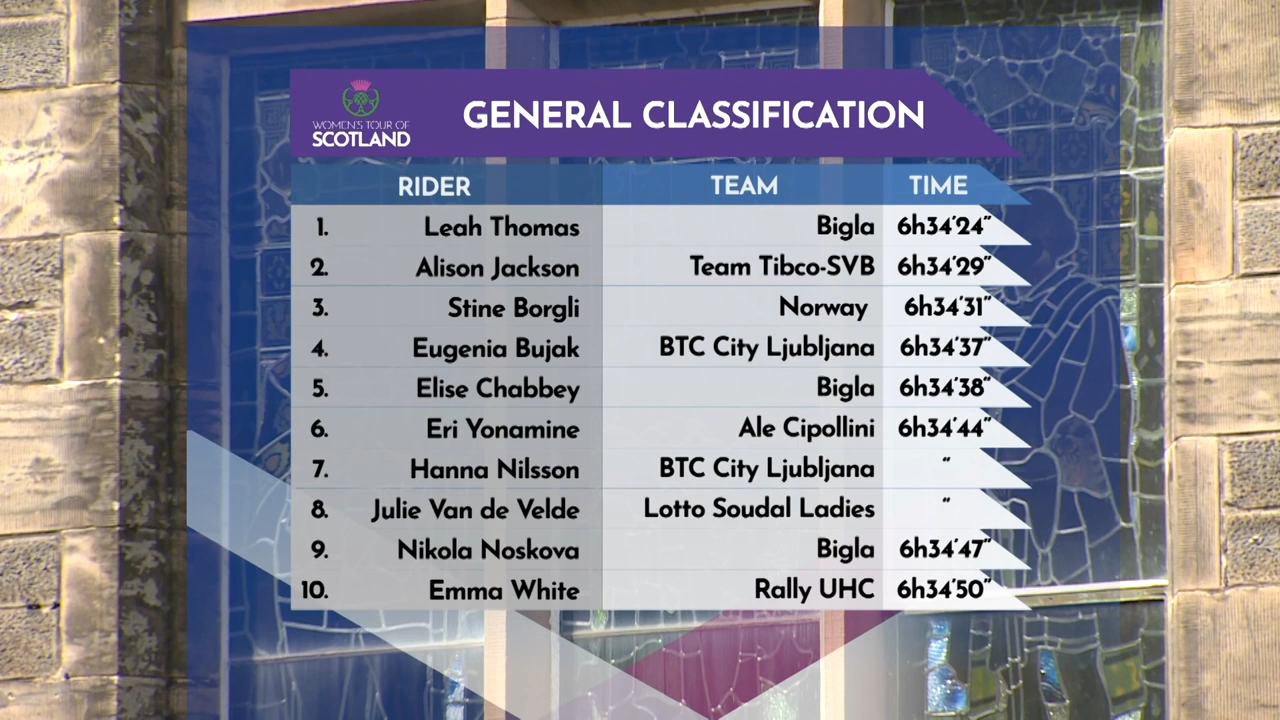 WOMEN'S TOUR OF
SCOTLAND
GENERAL CLASSIFICATION
RIDER TEAM TIME
1. Leah Thomas Bigla 6h34'24"
2. Alison Jackson Team Tibco-SVB 6h34'29"
3. Stine Borgli Norway 6h34'31"
4. Eugenia Bujak BTC City Ljubljana 6h34'37"
5. Elise Chabbey Bigla 6h34'38"
6. Eri Yonamine Ale Cipollini 6h34'44"
7. Hanna Nilsson BTC City Ljubljana "
8. Julie Van de Velde Lotto Soudal Ladies "
9. Nikola Noskova Bigla 6h34'47"
10. Emma White Rally UHC 6h34'50"